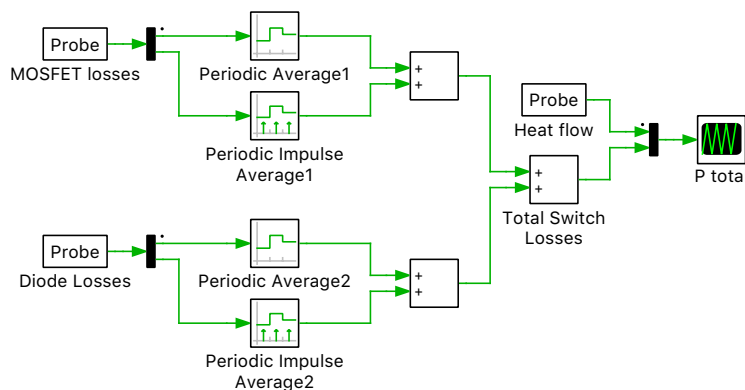 Probe
MOSFET losses
Periodic Average1
Periodic Impulse
Average1
+
+
Probe
Heat flow
P total
+
+
Total Switch
Losses
Probe
Diode Losses
Periodic Average2
Periodic Impulse
Average2
+
+